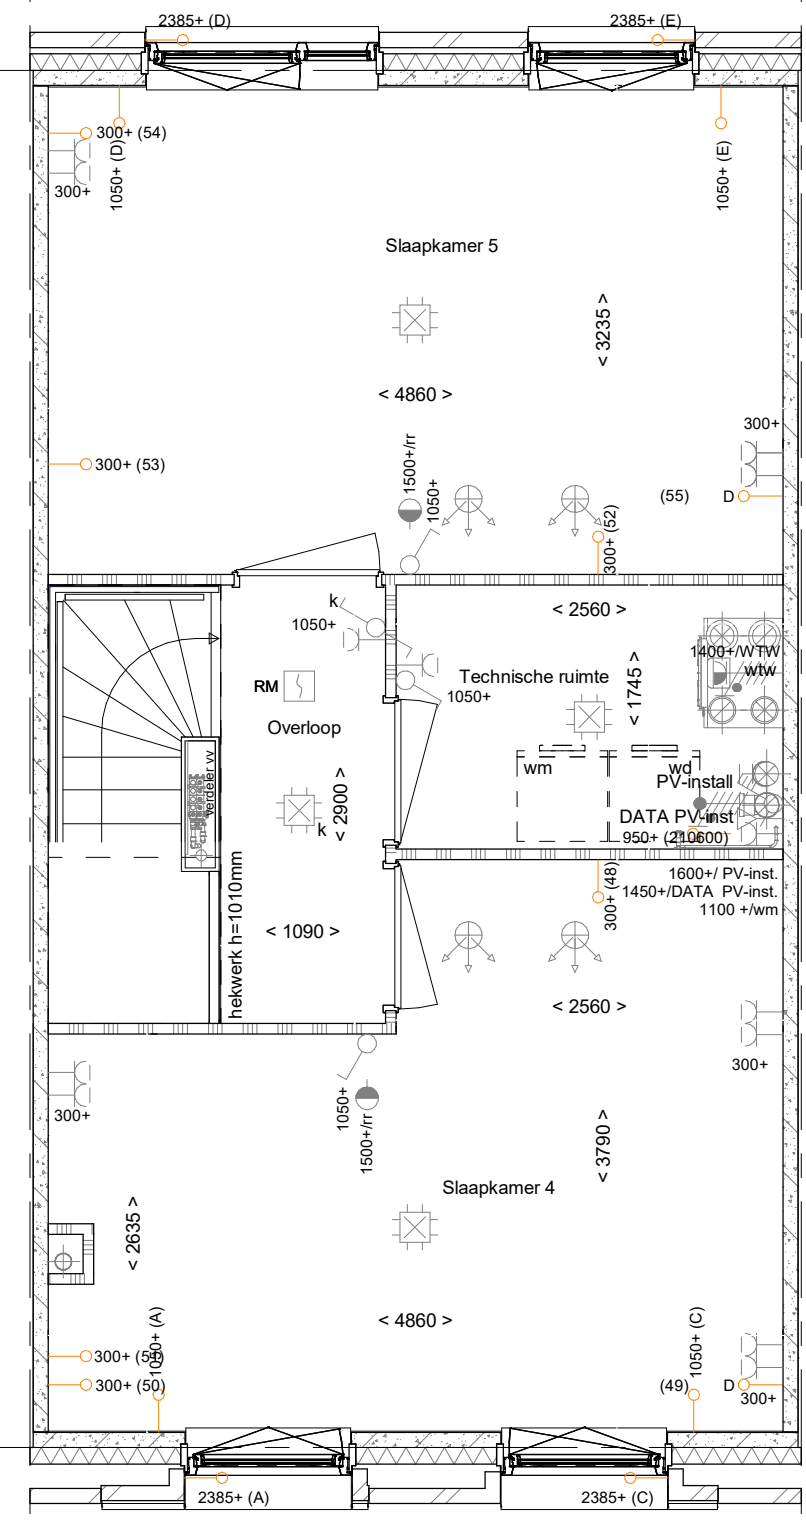 2385+ (D)
2385+ (E)
300+ (54)
300+
1050+ (D)
1050+ (E)
Slaapkamer 5
< 3235 >
< 4860 >
300+
300+ (53)
1500+/rr
1050+
(55)
D
300+ (52)
k
1050+
< 2560 >
1400+/WTW
wtw
RM
Technische ruimte
< 1745 >
1050+
Overloop
verdeler vv
wm
wd
PV-install
k
< 2900 >
DATA PV-inst
950+ (210600)
1600+/ PV-inst.
1450+/DATA PV-inst.
1100 +/wm
300+ (48)
< 1090 >
hekwerk h=1010mm
< 2560 >
300+
300+
1050+
1500+/rr
< 3790 >
Slaapkamer 4
< 2635 >
< 4860 >
1050+ (A)
1050+ (C)
300+ (51)
300+ (50)
(49)
D
300+
2385+ (A)
2385+ (C)